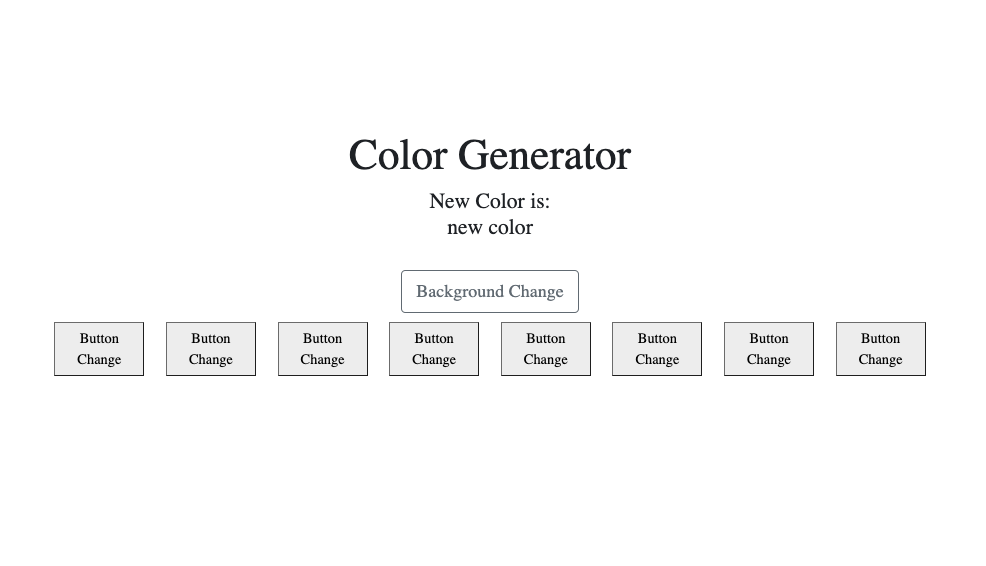 Color Generator
New Color is:
new color
Background Change
Button Button Button Button Button Button Button Button
Change Change Change Change Change Change Change Change